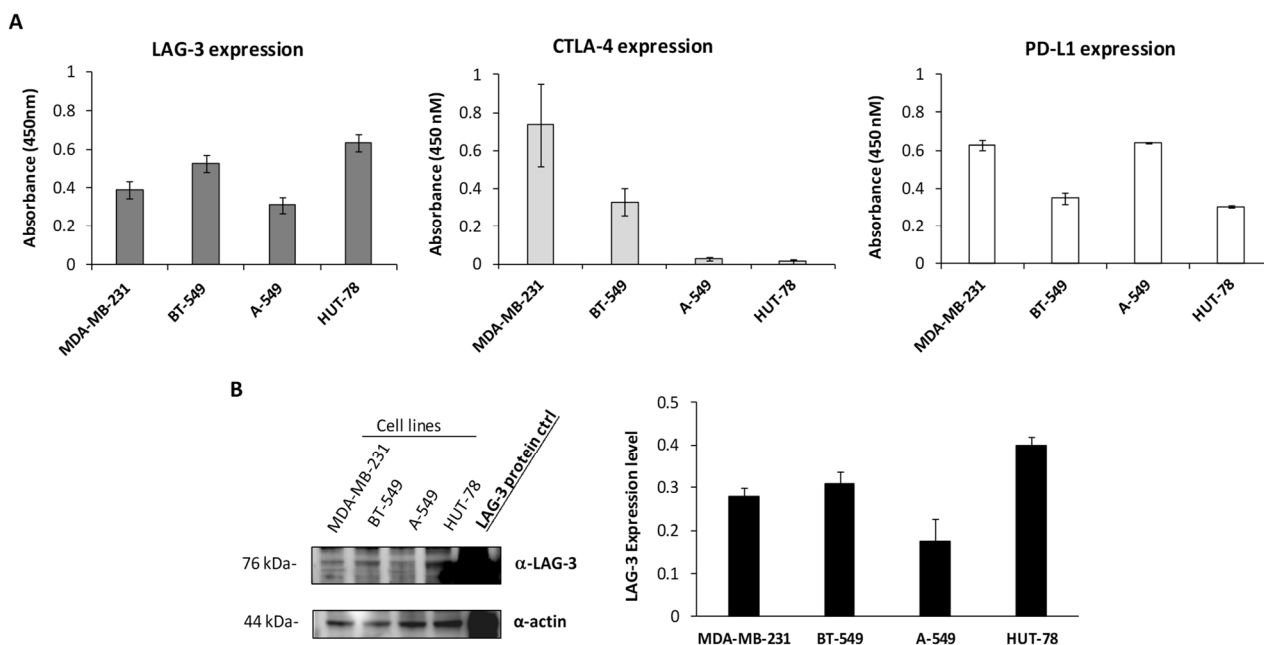 A
LAG-3 expression
Absorbance (450nm)
1
0.8
0.6
0.4
0.2
0
MDA-MB-231
BT-549
A-549
HUT-78
CTLA-4 expression
Absorbance (450 nM)
1
0.8
0.6
0.4
0.2
0
MDA-MB-231
BT-549
A-549
HUT-78
PD-L1 expression
Absorbance (450 nM)
1
0.8
0.6
0.4
0.2
0
MDA-MB-231
BT-549
A-549
HUT-78
B
Cell lines
MDA-MB-231
BT-549
A-549
HUT-78
LAG-3 protein ctrl
76 kDa-
α-LAG-3
44 kDa-
α-actin
LAG-3 Expression level
0.5
0.4
0.3
0.2
0.1
0
MDA-MB-231
BT-549
A-549
HUT-78